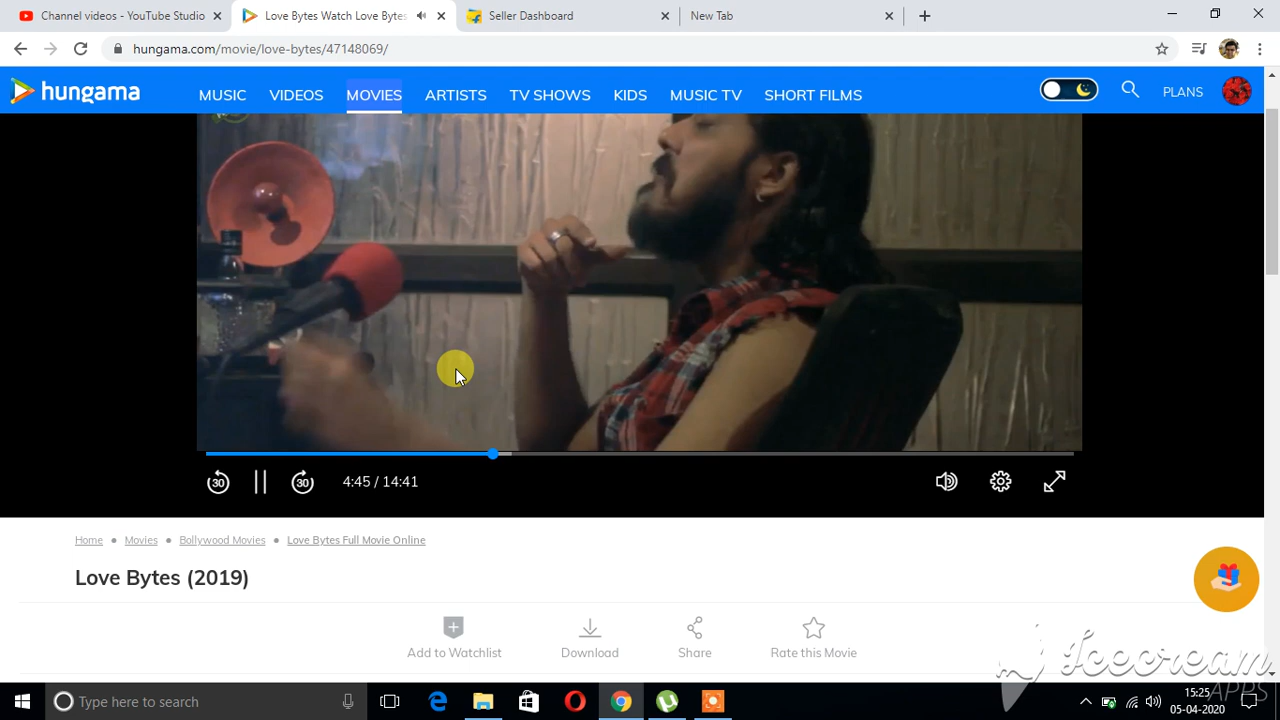 Channel videos - YouTube Studio
Love Bytes Watch Love Bytes
Seller Dashboard
New Tab
hungama.com/movie/love-bytes/47148069/
hungama
MUSIC
VIDEOS
MOVIES
ARTISTS
TV SHOWS
KIDS
MUSIC TV
SHORT FILMS
PLANS
30
30
4:45 / 14:41
Home • Movies • Bollywood Movies • Love Bytes Full Movie Online
Love Bytes (2019)
Add to Watchlist
Download
Share
Rate this Movie
Icecream
APPS
Type here to search
15:25
05-04-2020